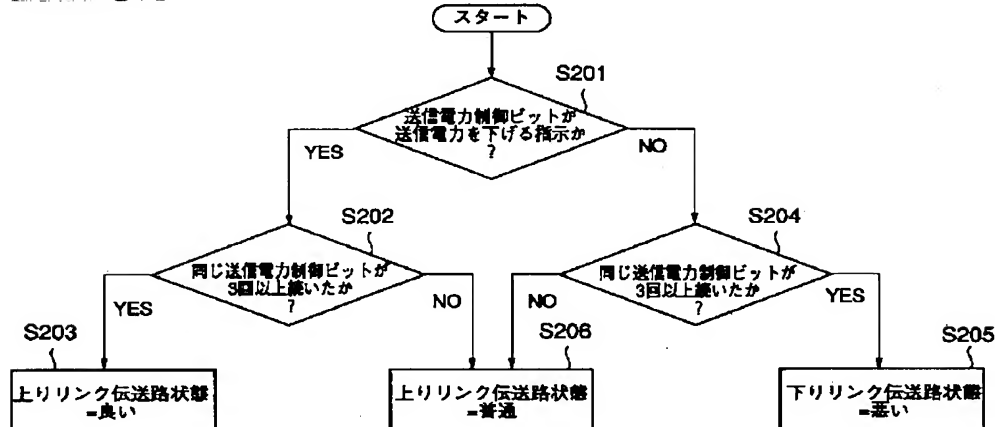 スタート
S201
送信電力制御ビットが
送信電力を下げる指示か
?
YES
NO
S202
同じ送信電力制御ビットが
3回以上続いたか
?
YES
NO
S204
同じ送信電力制御ビットが
3回以上続いたか
?
NO
YES
S203
上りリンク伝送路状態
=良い
S206
上りリンク伝送路状態
=普通
S205
下りリンク伝送路状態
=悪い